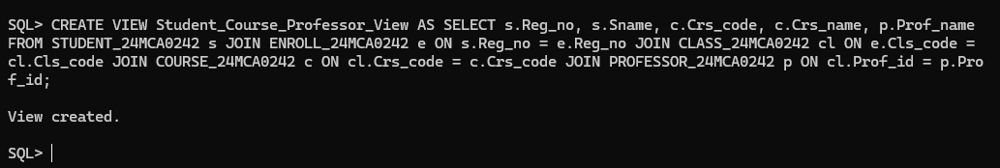 SQL> CREATE VIEW Student_Course_Professor_View AS SELECT s.Reg_no, s.Sname, c.Crs_code, c.Crs_name, p.Prof_name
FROM STUDENT_24MCA0242 s JOIN ENROLL_24MCA0242 e ON s.Reg_no = e.Reg_no JOIN CLASS_24MCA0242 cl ON e.Cls_code =
cl.Cls_code JOIN COURSE_24MCA0242 c ON cl.Crs_code = c.Crs_code JOIN PROFESSOR_24MCA0242 p ON cl.Prof_id = p.Pro
f_id;
View created.
SQL>